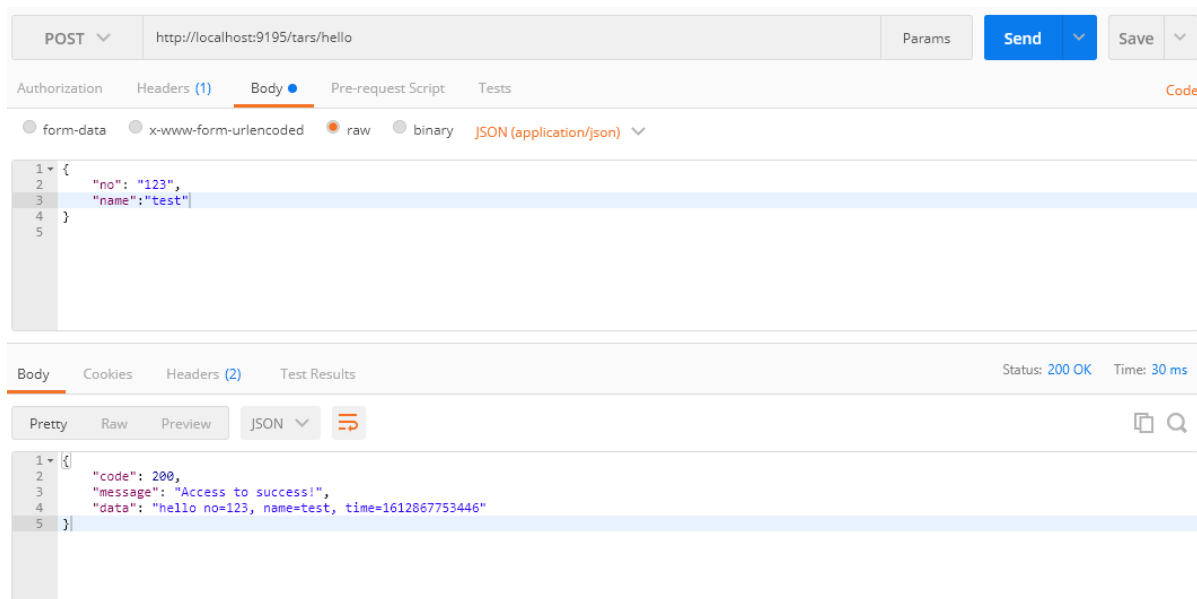 POST http://localhost:9195/tars/hello Params Send Save
Authorization Headers (1) Body Pre-request Script Tests Code
form-data x-www-form-urlencoded raw binary JSON (application/json)
1 {
2 "no": "123",
3 "name":"test"
4 }
5
Body Cookies Headers (2) Test Results Status: 200 OK Time: 30 ms
Pretty Raw Preview JSON
1 {
2 "code": 200,
3 "message": "Access to success!",
4 "data": "hello no=123, name=test, time=1612867753446"
5 }